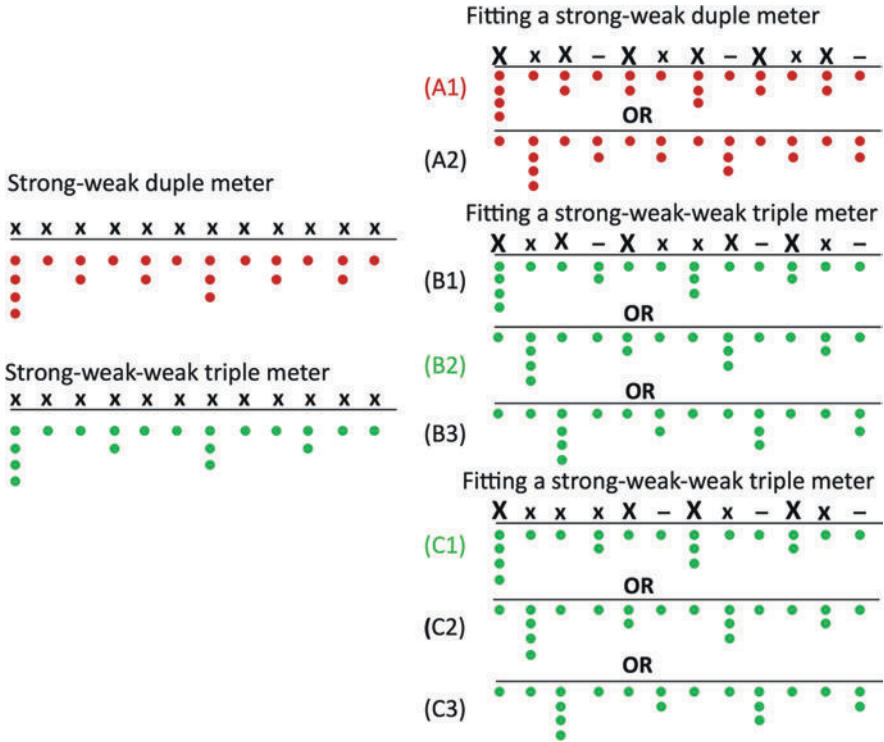 Strong-weak duple meter
x x x x x x x x x x x x
Strong-weak-weak triple meter
x x x x x x x x x x x x
Fitting a strong-weak duple meter
X x X – X x X – X x X –
(A1)
OR
(A2)
Fitting a strong-weak-weak triple meter
X x X – X x x X – X x –
(B1)
OR
(B2)
OR
(B3)
Fitting a strong-weak-weak triple meter
X x x x X – X x – X x –
(C1)
OR
(C2)
OR
(C3)